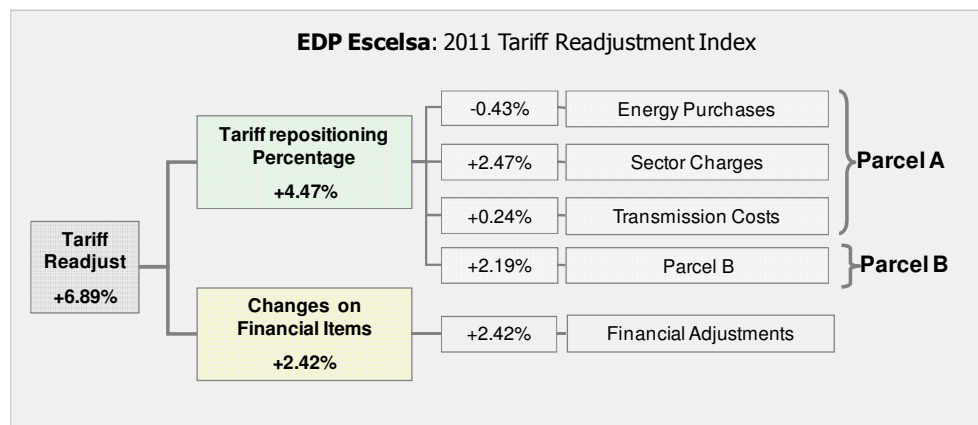 EDP Escelsa: 2011 Tariff Readjustment Index
Tariff
Readjust
+6.89%
Tariff repositioning
Percentage
+4.47%
-0.43%
Energy Purchases
+2.47%
Sector Charges
+0.24%
Transmission Costs
Parcel A
+2.19%
Parcel B
Parcel B
Changes on
Financial Items
+2.42%
+2.42%
Financial Adjustments